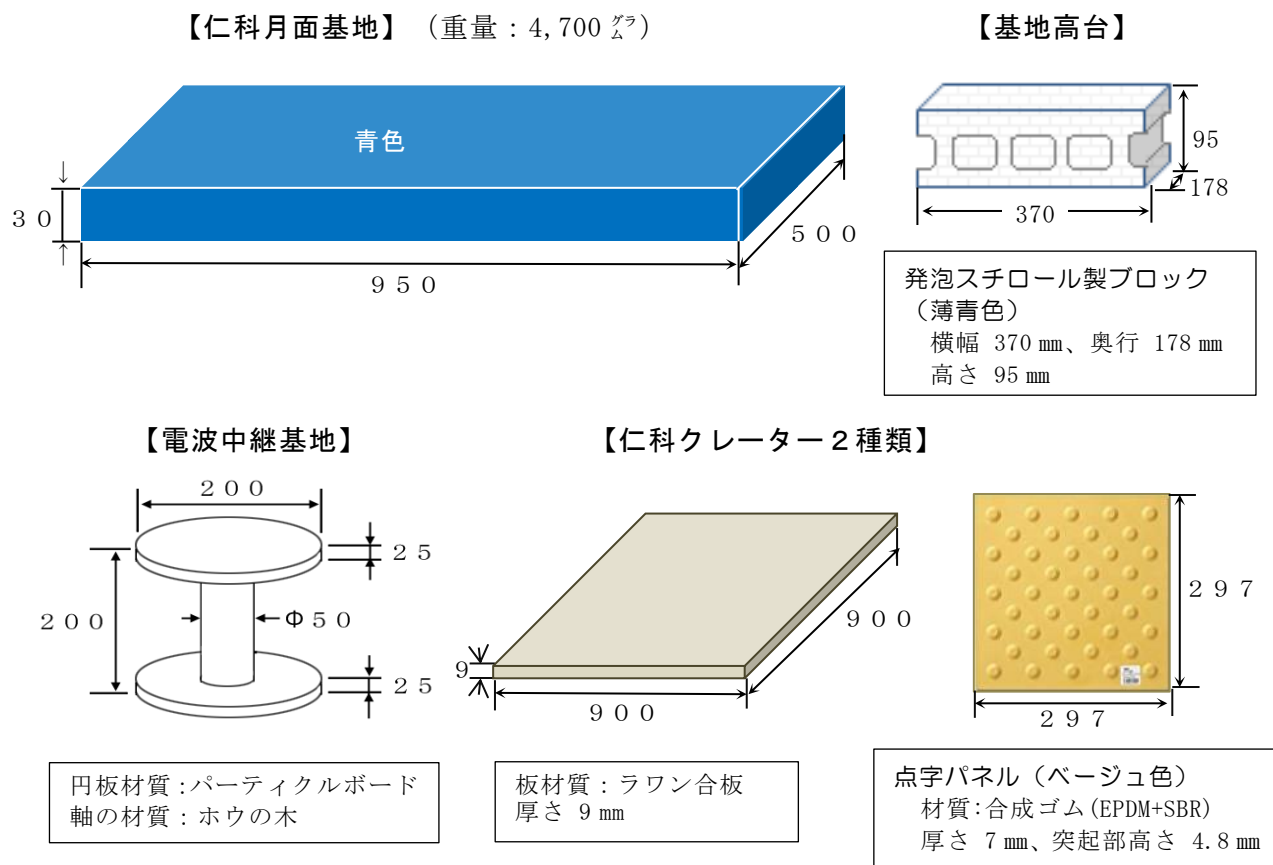 【仁科月面基地】 （重量：4,700㌘）
【基地高台】
青色
30
950
500
95
178
370
発泡スチロール製ブロック
（薄青色）
横幅 370㎜、奥行 178㎜
高さ 95㎜
【電波中継基地】
【仁科クレーター２種類】
２００
２５
２００
Φ５０
２５
9
９００
９００
２９７
２９７
円板材質：パーティクルボード
軸の材質：ホウの木
板材質：ラワン合板
厚さ 9㎜
点字パネル（ベージュ色）
材質：合成ゴム(EPDM+SBR)
厚さ 7㎜、突起部高さ 4.8㎜